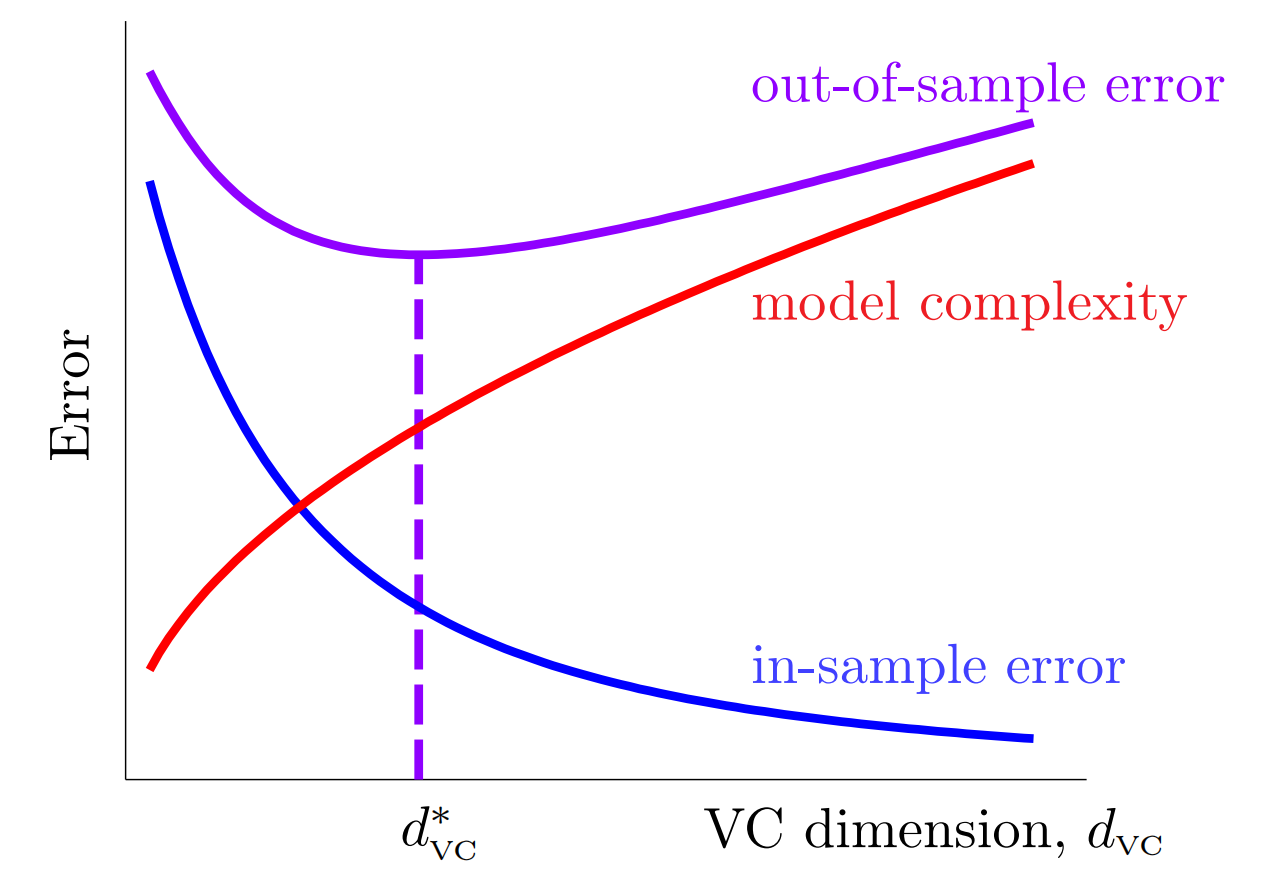 out-of-sample error
model complexity
Error
in-sample error
d*VC
VC dimension, dVC